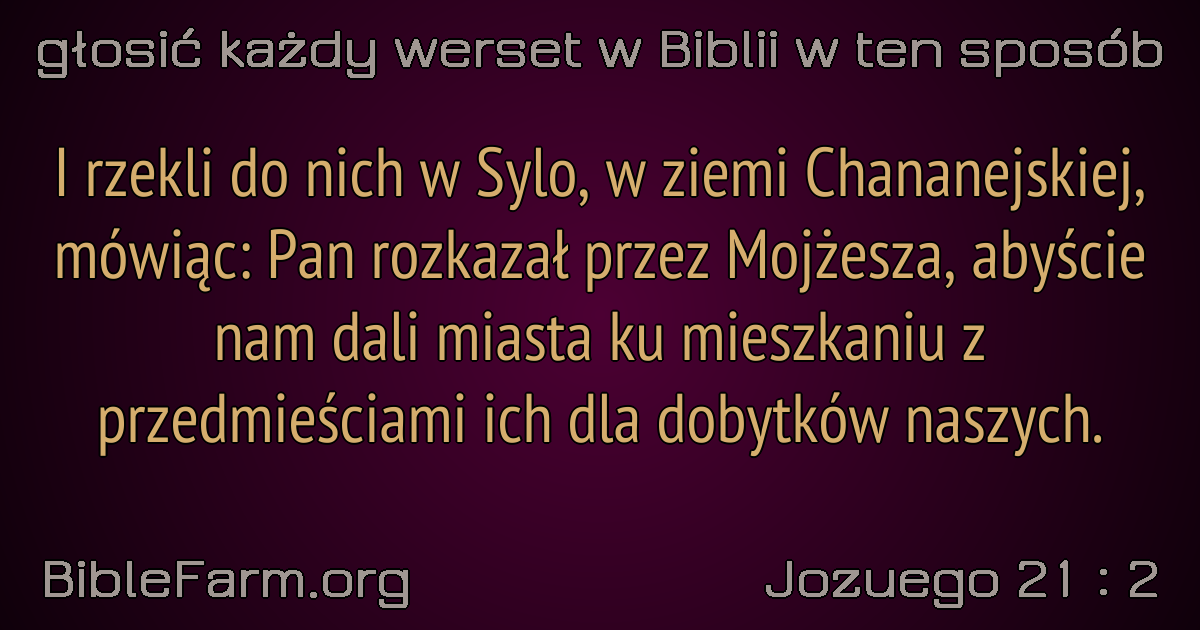 głosić każdy werset w Biblii w ten sposób
I rzekli do nich w Sylo, w ziemi Chananejskiej,
mówiąc: Pan rozkazał przez Mojżesza, abyście
nam dali miasta ku mieszkaniu z
przedmieściami ich dla dobytków naszych.
BibleFarm.org
Jozuego 21 : 2